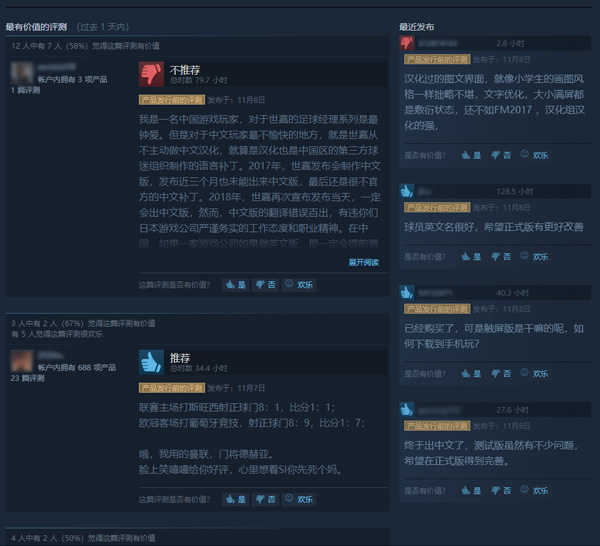 最有价值的评测 （过去 1 天内）
12 人中有 7 人（58%）觉得这篇评测有价值
帐户内拥有 3 项产品
1 篇评测
不推荐
总时数 79.7 小时
产品发行前的评测 发布于：11月8日
我是一名中国游戏玩家，对于世嘉的足球经理系列是最
钟爱。但是对于中文玩家最不愉快的地方，就是世嘉从
不主动做中文汉化，就算是汉化也是中国区的第三方球
迷组织制作的语言补丁。2017年，世嘉发布会制作中文
版，发布近三个月也未能出来中文版，最后还是很不官
方的中文补丁。2018年，世嘉再次宣布发布当天，一定
会出中文版，然而，中文版的翻译错误百出，有违你们
日本游戏公司严谨务实的工作态度和职业精神。在中
国，如果一家游戏公司如果做英文版，那一定会提前测
展开阅读
这篇评测是否有价值？ 是 否 欢乐
3 人中有 2 人（67%）觉得这篇评测有价值
有 5 人觉得这篇评测很欢乐
帐户内拥有 688 项产品
23 篇评测
推荐
总时数 34.4 小时
产品发行前的评测 发布于：11月7日
联赛主场打斯旺西射正球门8：1，比分1：1；
欧冠客场打葡萄牙竞技，射正球门8：9，比分1：7；
哦，我用的曼联，门将德赫亚。
脸上笑嘻嘻给你好评，心里想着SI你先死个妈。
这篇评测是否有价值？ 是 否 欢乐
4 人中有 2 人（50%）觉得这篇评测有价值
最近发布
2.8 小时
产品发行前的评测 发布于：11月8日
汉化过的图文界面，就像小学生的画图风
格一样拙略不堪，文字优化，大小满屏都
是敷衍状态，还不如FM2017 ，汉化组汉
化的强，
是否有价值？ 是 否 欢乐
128.5 小时
产品发行前的评测 发布于：11月8日
球员英文名很好，希望正式版有更好改善
是否有价值？ 是 否 欢乐
40.3 小时
产品发行前的评测 发布于：11月8日
已经购买了，可是触屏版是干嘛的呢，如
何下载到手机玩？
是否有价值？ 是 否 欢乐
27.6 小时
产品发行前的评测 发布于：11月8日
终于出中文了，测试版虽然有不少问题，
希望在正式版得到完善。
是否有价值？ 是 否 欢乐